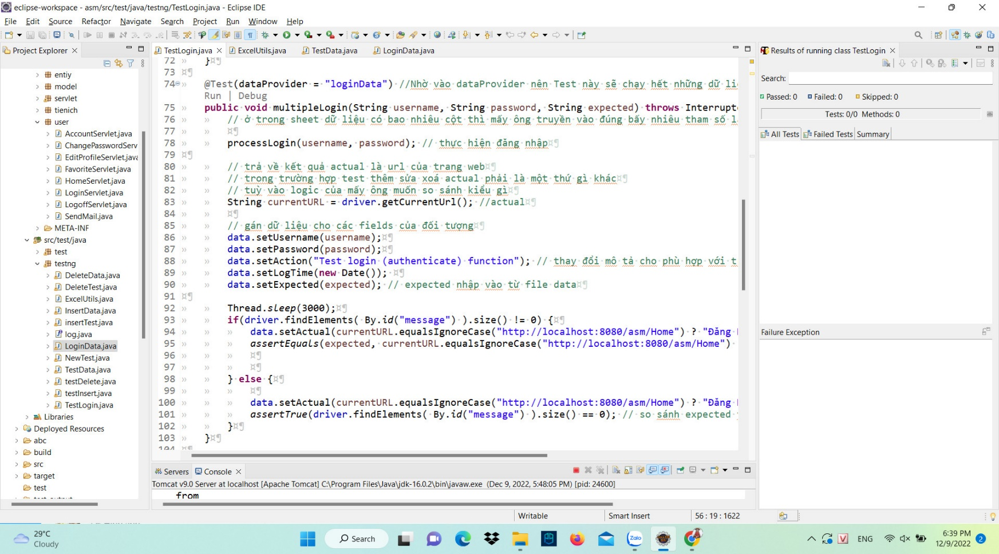 eclipse-workspace - asm/src/test/java/testng/TestLogin.java - Eclipse IDE
File Edit Source Refactor Navigate Search Project Run Window Help
Project Explorer
entiy
model
servlet
tienich
user
AccountServlet.java
ChangePasswordServ
EditProfileServlet.java
FavoriteServlet.java
HomeServlet.java
LoginServlet.java
LogoffServlet.java
SendMail.java
META-INF
src/test/java
test
testng
DeleteData.java
DeleteTest.java
ExcelUtils.java
InsertData.java
insertTest.java
log.java
LoginData.java
NewTest.java
TestData.java
testDelete.java
testInsert.java
TestLogin.java
Libraries
Deployed Resources
abc
build
src
target
test
TestLogin.java ExcelUtils.java TestData.java LoginData.java
72 }
73
74 @Test(dataProvider = "loginData") //Nhờ vào dataProvider nên Test này sẽ chạy hết những dữ li
Run | Debug
75 public void multipleLogin(String username, String password, String expected) throws Interrupt
76 // ở trong sheet dữ liệu có bao nhiêu cột thì mấy ông truyền vào đúng bấy nhiêu tham số l
77
78 processLogin(username, password); // thực hiện đăng nhập
79
80 // trả về kết quả actual là url của trang web
81 // trong trường hợp test thêm sửa xoá actual phải là một thứ gì khác
82 // tuỳ vào logic của mấy ông muốn so sánh kiểu gì
83 String currentURL = driver.getCurrentUrl(); //actual
84
85 // gán dữ liệu cho các fields của đối tượng
86 data.setUsername(username);
87 data.setPassword(password);
88 data.setAction("Test login (authenticate) function"); // thay đổi mô tả cho phù hợp với t
89 data.setLogTime(new Date());
90 data.setExpected(expected); // expected nhập vào từ file data
91
92 Thread.sleep(3000);
93 if(driver.findElements( By.id("message") ).size() != 0) {
94 data.setActual(currentURL.equalsIgnoreCase("http://localhost:8080/asm/Home") ? "Đăng
95 assertEquals(expected, currentURL.equalsIgnoreCase("http://localhost:8080/asm/Home")
96
97
98 } else {
99
100 data.setActual(currentURL.equalsIgnoreCase("http://localhost:8080/asm/Home") ? "Đăng
101 assertTrue(driver.findElements( By.id("message") ).size() == 0); // so sánh expected
102 }
103 }
104
Servers Console
Tomcat v9.0 Server at localhost [Apache Tomcat] C:\Program Files\Java\jdk-16.0.2\bin\javaw.exe (Dec 9, 2022, 5:48:05 PM) [pid: 24600]
from
Results of running class TestLogin
Search:
Passed: 0 Failed: 0 Skipped: 0
Tests: 0/0 Methods: 0
All Tests Failed Tests Summary
Failure Exception
Writable Smart Insert 56 : 19 : 1622
29°C
Cloudy
Search
Zalo
ENG
6:39 PM
12/9/2022
2